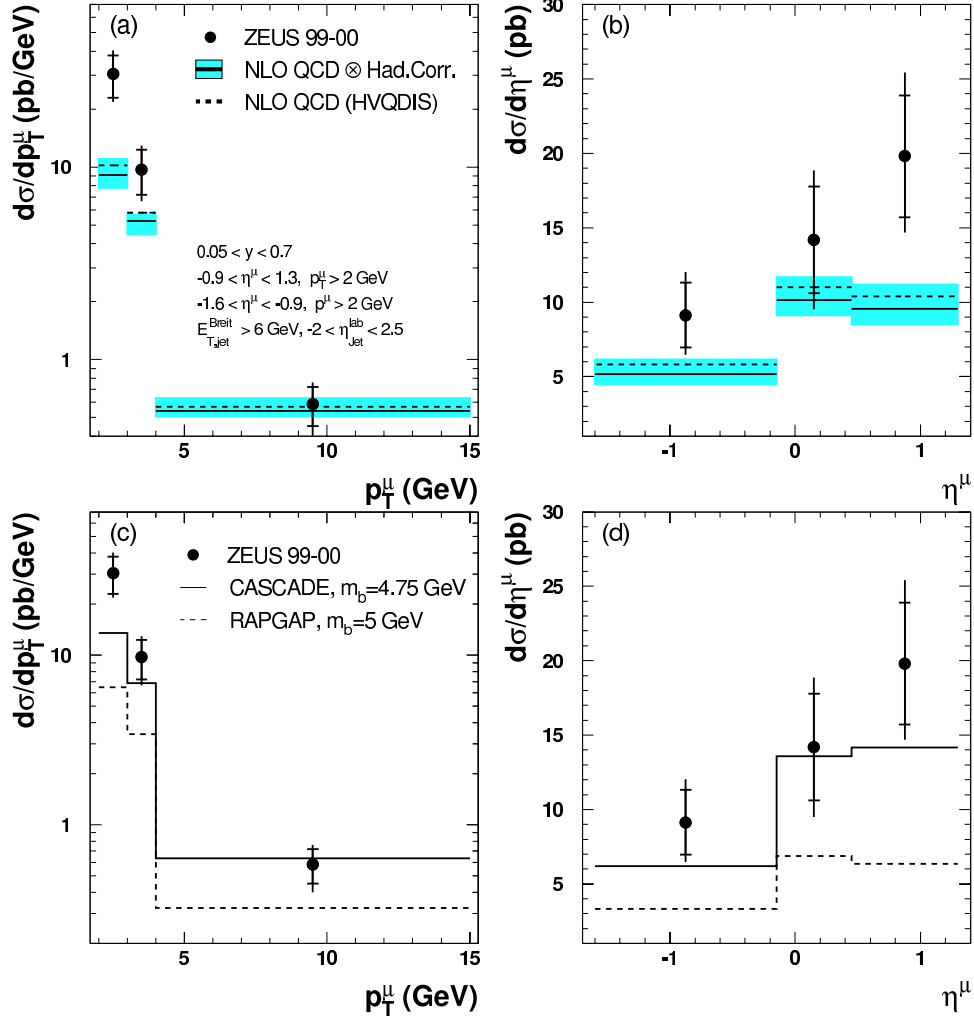 (a)
ZEUS 99-00
NLO QCD ⊗ Had.Corr.
NLO QCD (HVQDIS)
0.05 < y < 0.7
-0.9 < η^μ < 1.3, p_T^μ > 2 GeV
-1.6 < η^μ < -0.9, p^μ > 2 GeV
E_T,jet^Breit > 6 GeV, -2 < η_Jet^lab < 2.5
dσ/dp_T^μ (pb/GeV)
10
1
5 10 15
p_T^μ (GeV)
(b)
dσ/dη^μ (pb)
30
25
20
15
10
5
-1 0 1
η^μ
(c)
ZEUS 99-00
CASCADE, m_b=4.75 GeV
RAPGAP, m_b=5 GeV
dσ/dp_T^μ (pb/GeV)
10
1
5 10 15
p_T^μ (GeV)
(d)
dσ/dη^μ (pb)
30
25
20
15
10
5
-1 0 1
η^μ